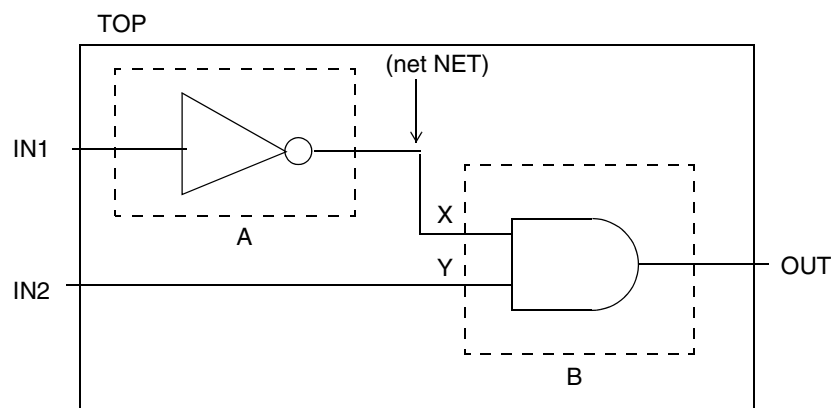 TOP
(net NET)
IN1
A
X
Y
OUT
IN2
B